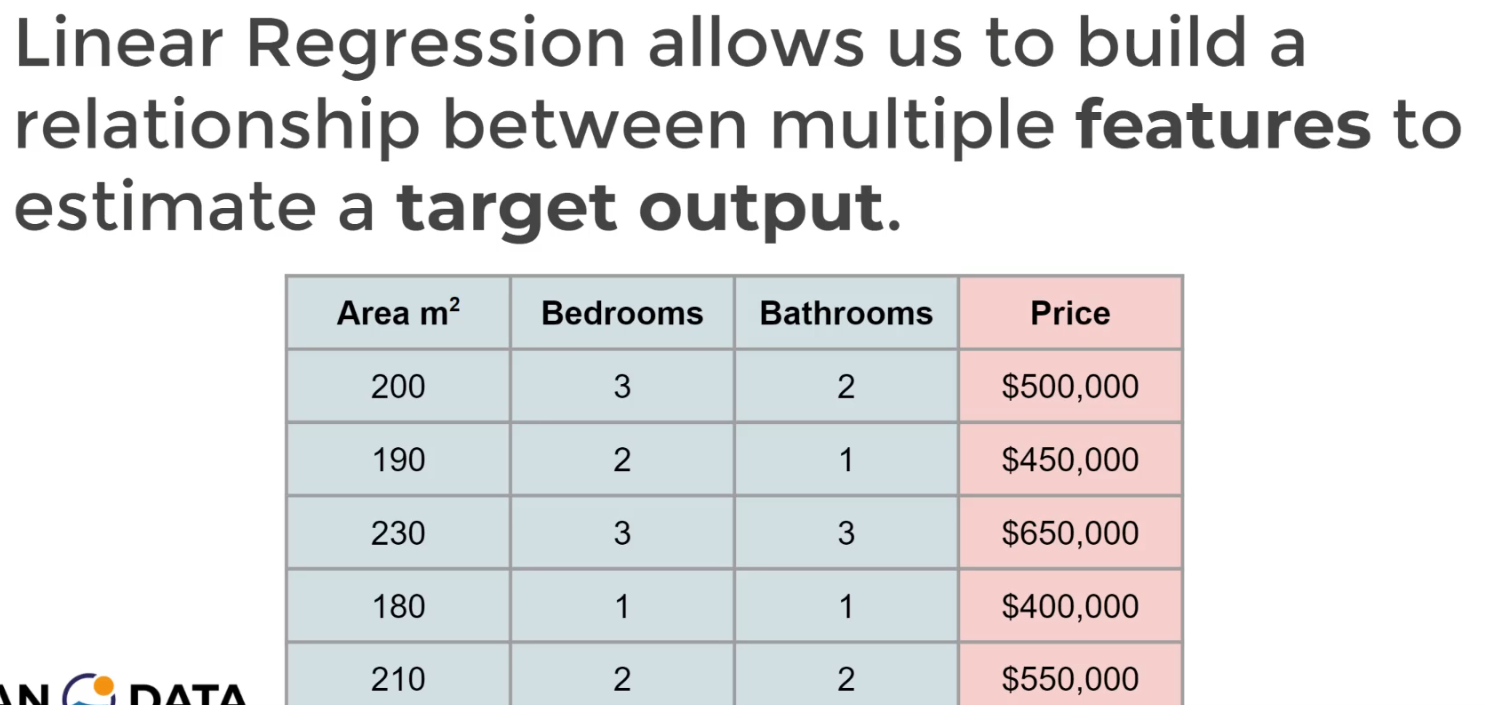 Linear Regression allows us to build a
relationship between multiple features to
estimate a target output.
Area m² Bedrooms Bathrooms Price
200 3 2 $500,000
190 2 1 $450,000
230 3 3 $650,000
180 1 1 $400,000
210 2 2 $550,000
DATA